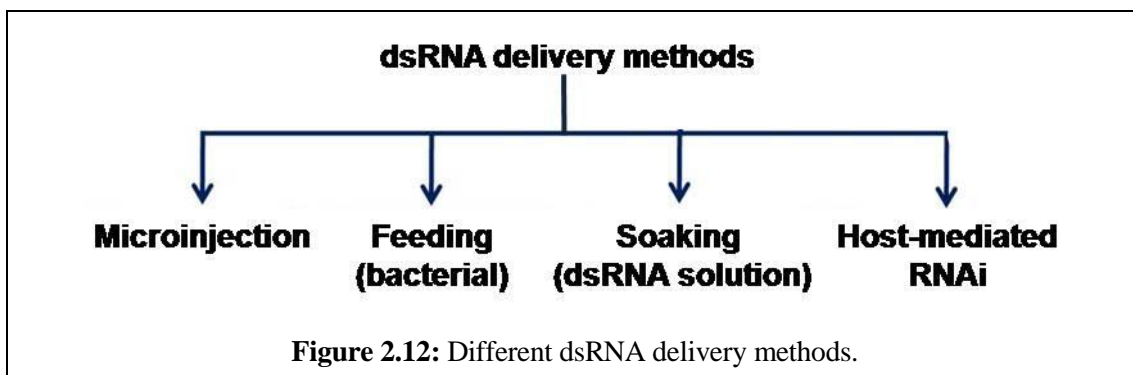 dsRNA delivery methods
Microinjection
Feeding
(bacterial)
Soaking
(dsRNA solution)
Host-mediated
RNAi
Figure 2.12: Different dsRNA delivery methods.